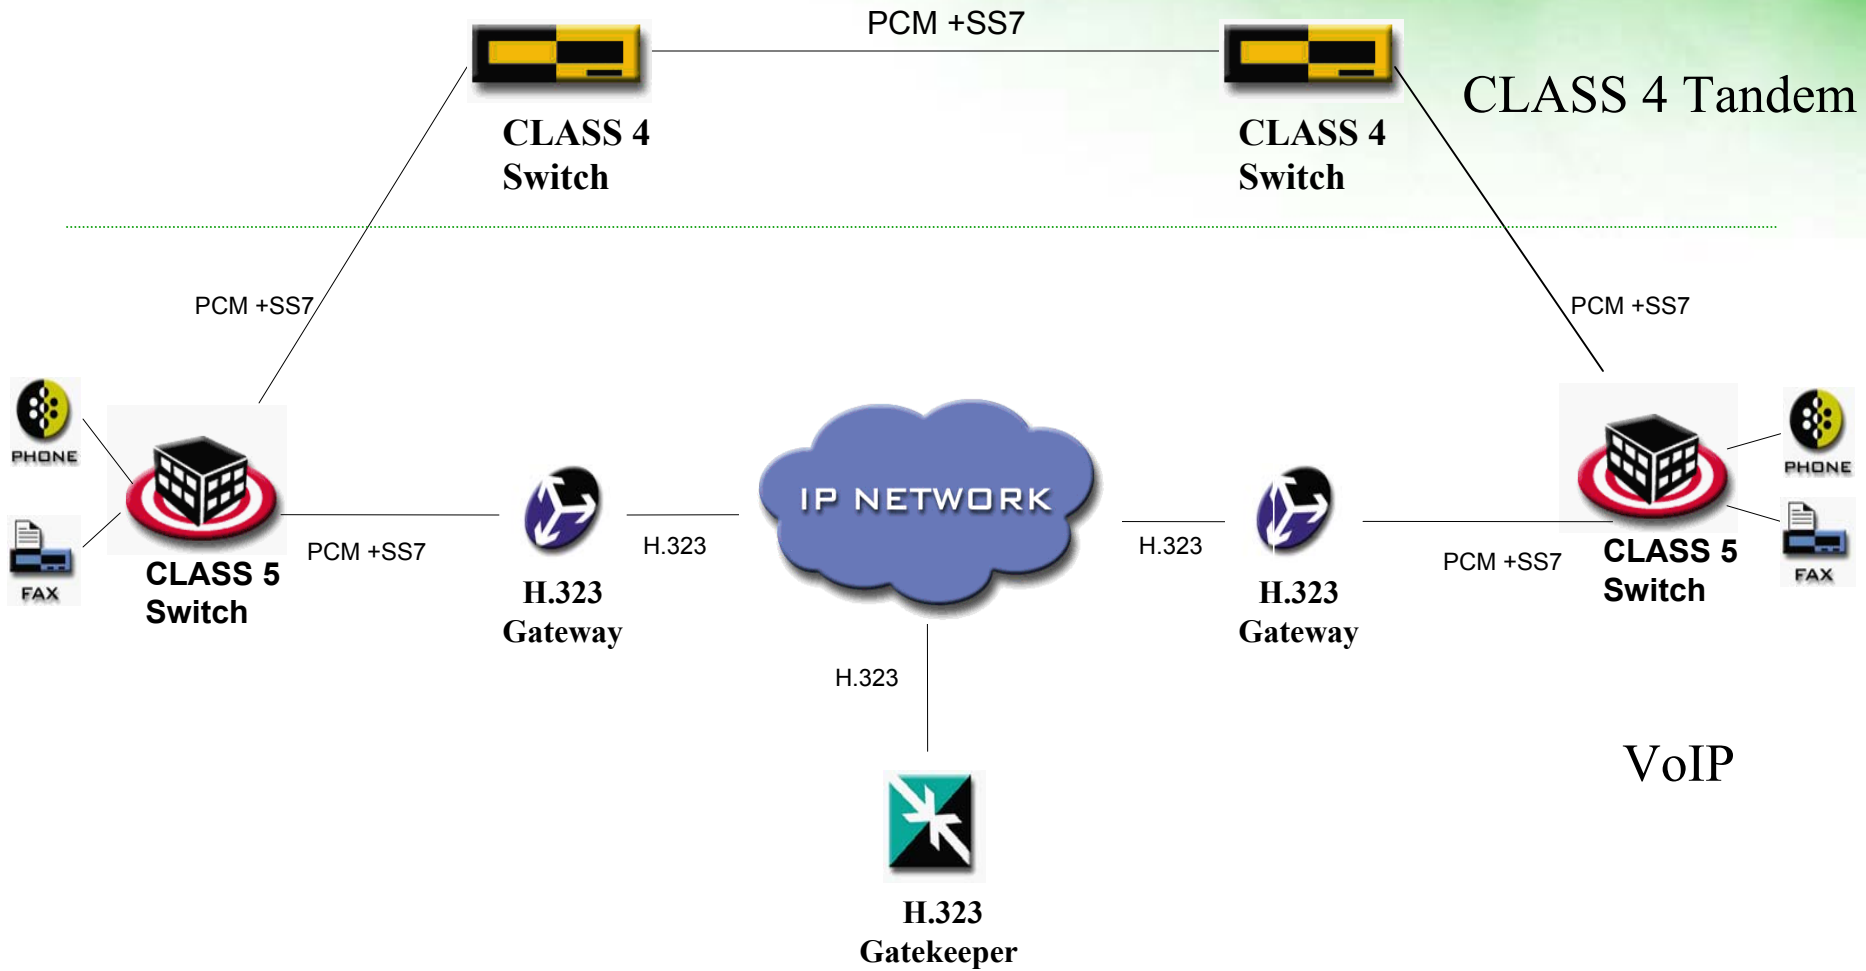 PCM +SS7
CLASS 4 Tandem
CLASS 4
Switch
CLASS 4
Switch
PCM +SS7
PCM +SS7
PHONE
FAX
CLASS 5
Switch
PCM +SS7
H.323
Gateway
H.323
IP NETWORK
H.323
H.323
Gateway
PCM +SS7
CLASS 5
Switch
PHONE
FAX
H.323
VoIP
H.323
Gatekeeper